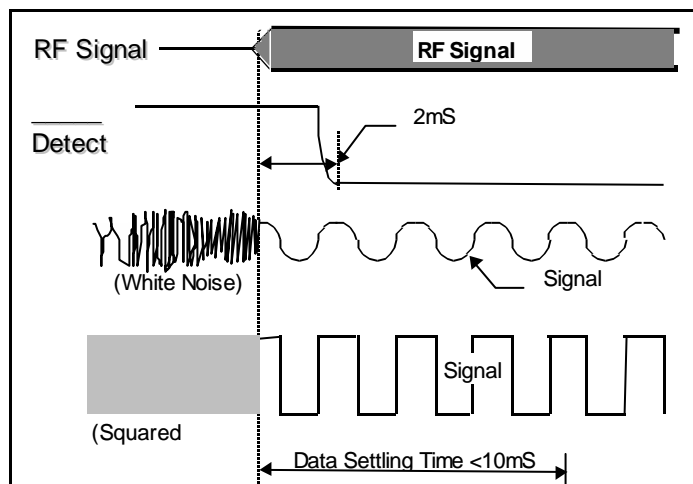 RF Signal
RF Signal
Detect
2mS
(White Noise)
Signal
Signal
(Squared
Data Settling Time <10mS